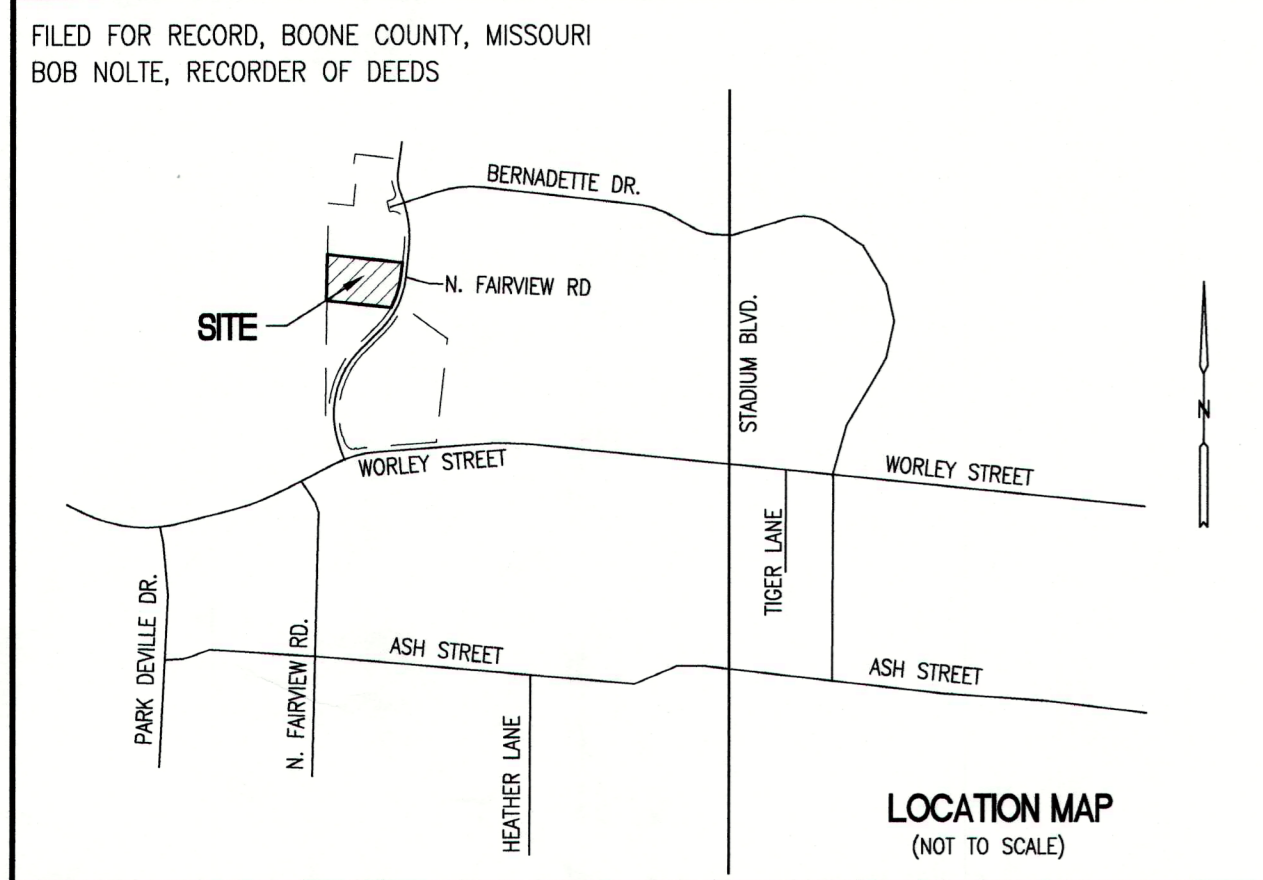 FILED FOR RECORD, BOONE COUNTY, MISSOURI
BOB NOLTE, RECORDER OF DEEDS
BERNADETTE DR.
N. FAIRVIEW RD
SITE
STADIUM BLVD.
N
WORLEY STREET
WORLEY STREET
TIGER LANE
PARK DEVILLE DR.
N. FAIRVIEW RD.
ASH STREET
ASH STREET
HEATHER LANE
LOCATION MAP
(NOT TO SCALE)